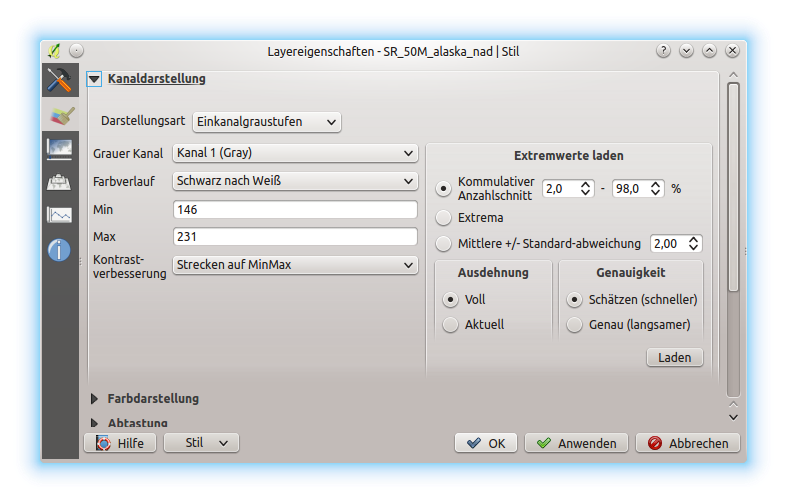 Layereigenschaften - SR_50M_alaska_nad | Stil
Kanaldarstellung
Darstellungsart Einkanalgraustufen
Grauer Kanal Kanal 1 (Gray)
Farbverlauf Schwarz nach Weiß
Min 146
Max 231
Kontrast-
verbesserung Strecken auf MinMax
Extremwerte laden
Kommulativer
Anzahlschnitt 2,0 - 98,0 %
Extrema
Mittlere +/- Standard-abweichung 2,00
Ausdehnung
Voll
Aktuell
Genauigkeit
Schätzen (schneller)
Genau (langsamer)
Laden
Farbdarstellung
Abtastung
Hilfe Stil OK Anwenden Abbrechen